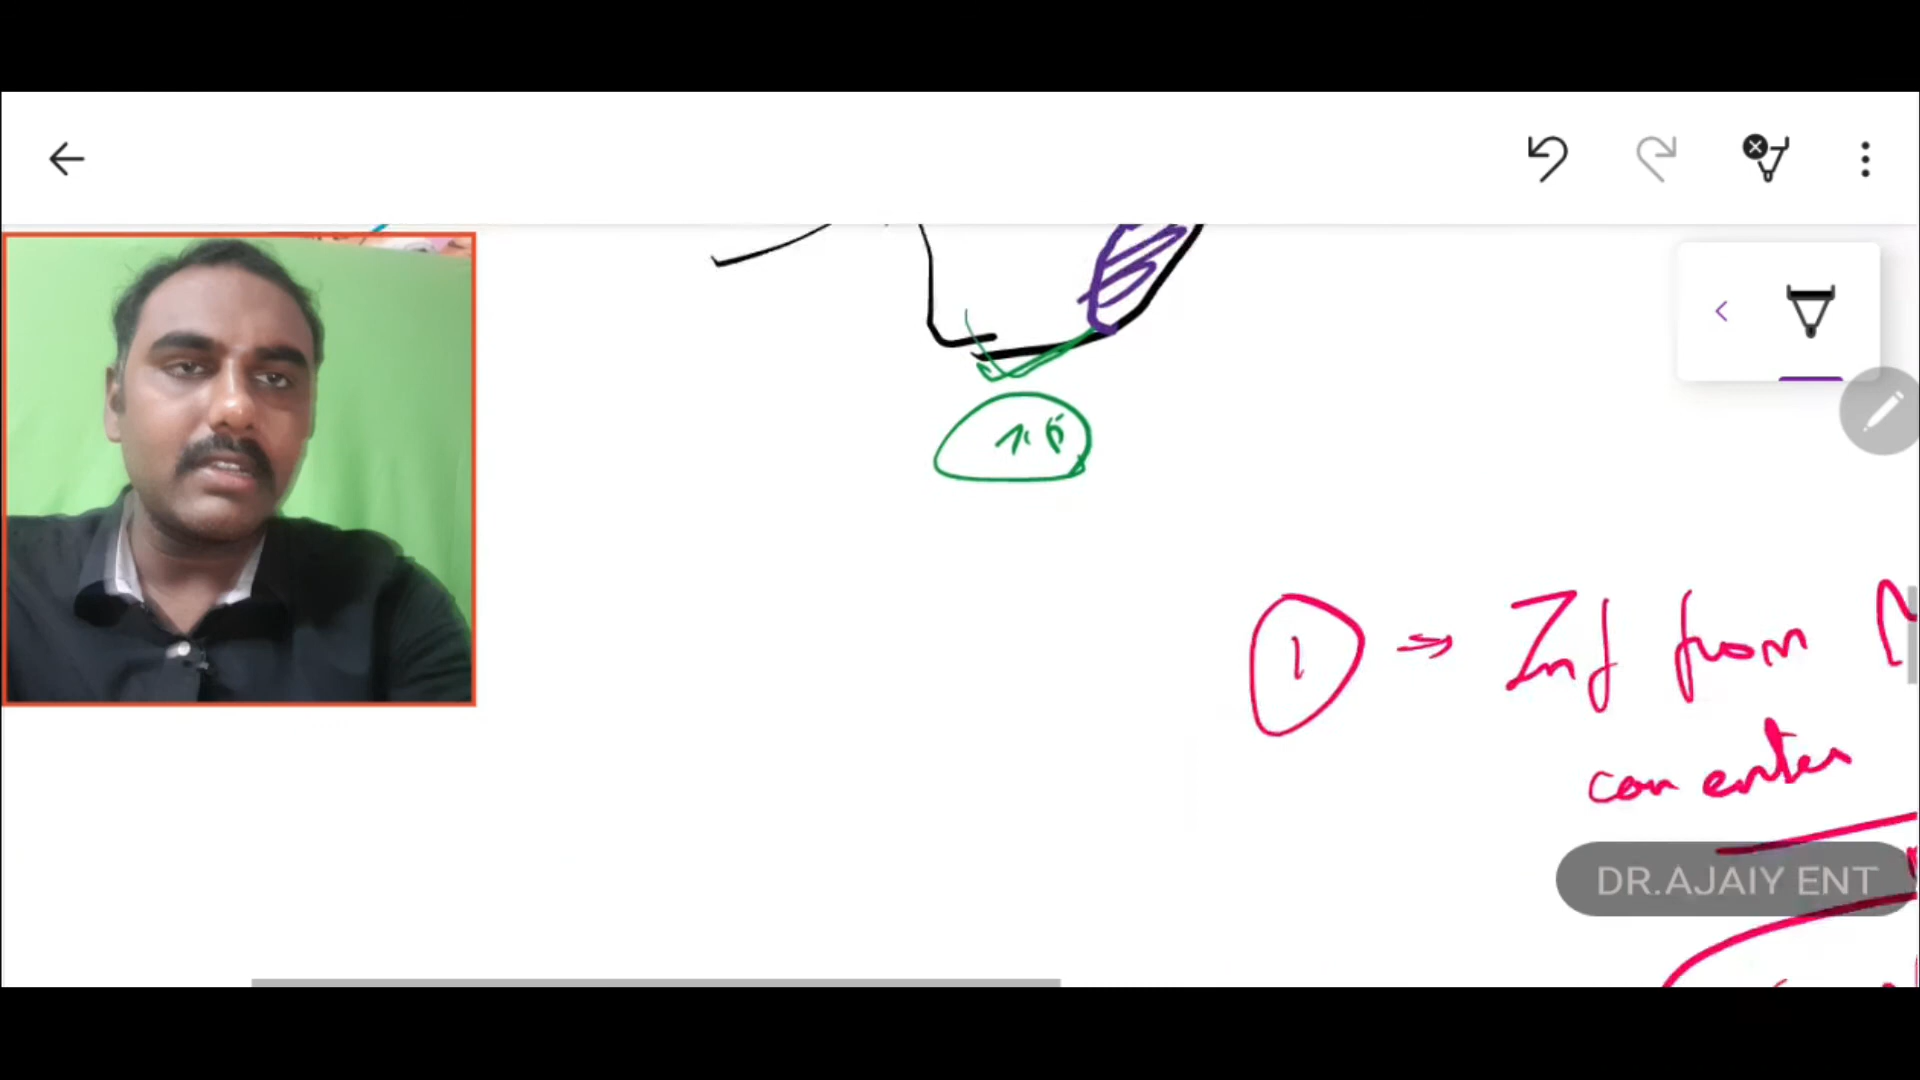 1 → Inf from
can enter
DR.AJAIY ENT